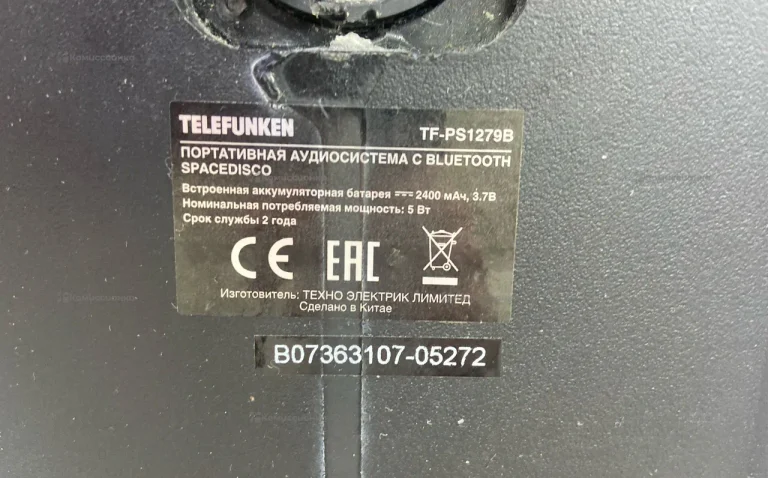 TELEFUNKEN TF-PS1279B
ПОРТАТИВНАЯ АУДИОСИСТЕМА С BLUETOOTH
SPACEDISCO
Встроенная аккумуляторная батарея 2400 мАч, 3.7В
Номинальная потребляемая мощность: 5 Вт
Срок службы 2 года
CE EAC
Изготовитель: ТЕХНО ЭЛЕКТРИК ЛИМИТЕД
Сделано в Китае
B07363107-05272